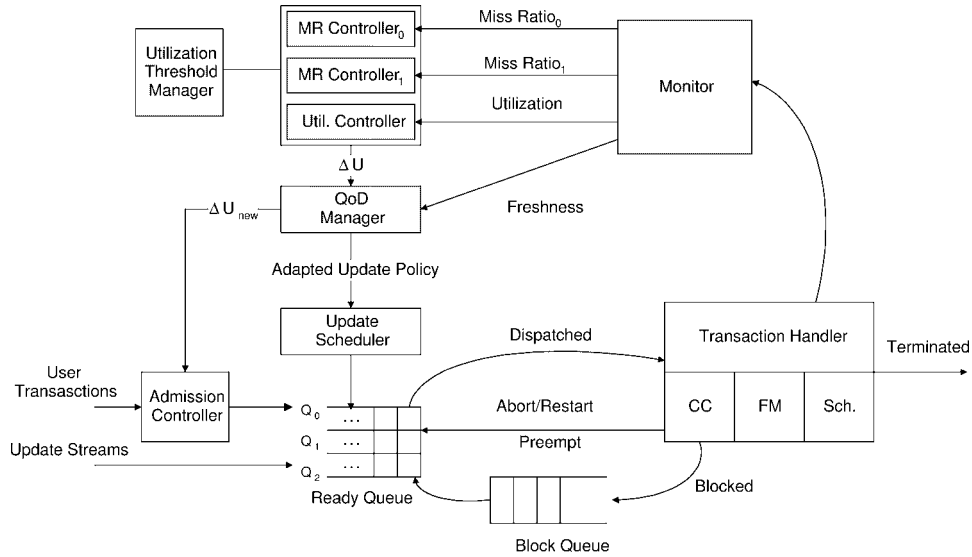 MR Controller0
Miss Ratio0
Utilization
Threshold
Manager
MR Controller1
Miss Ratio1
Monitor
Util. Controller
Utilization
ΔU
QoD
Manager
ΔU new
Freshness
Adapted Update Policy
Update
Scheduler
Dispatched
Transaction Handler
Terminated
User
Transasctions
Admission
Controller
Q0
...
Abort/Restart
CC
FM
Sch.
Q1
...
Preempt
Update Streams
Q2
...
Ready Queue
Blocked
Block Queue